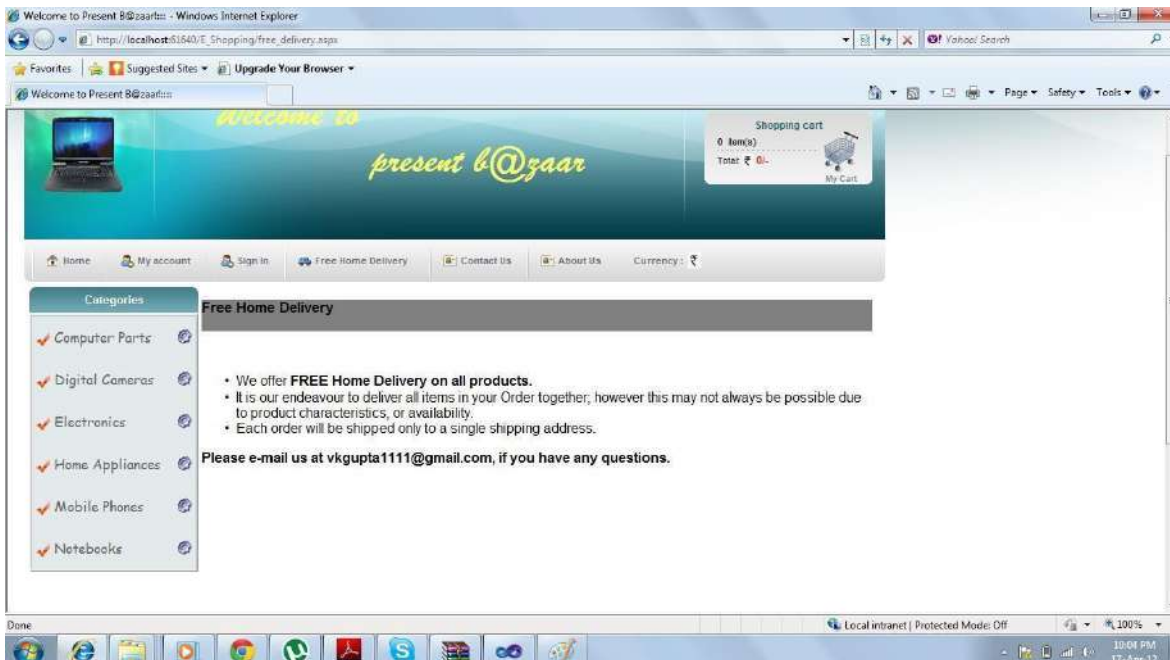 Welcome to Present B@zaar!::: - Windows Internet Explorer
http://localhost:61640/E_Shopping/free_delivery.aspx
Yahoo! Search
Favorites Suggested Sites Upgrade Your Browser
Welcome to Present B@zaar!::::
Page Safety Tools
welcome to
present b@zaar
Shopping cart
0 item(s)
Total: ₹ 0/-
My Cart
Home My account Sign in Free Home Delivery Contact Us About Us Currency : ₹
Categories
Computer Parts
Digital Cameras
Electronics
Home Appliances
Mobile Phones
Notebooks
Free Home Delivery
• We offer FREE Home Delivery on all products.
• It is our endeavour to deliver all items in your Order together; however this may not always be possible due
to product characteristics, or availability.
• Each order will be shipped only to a single shipping address.
Please e-mail us at vkgupta1111@gmail.com, if you have any questions.
Done
Local intranet | Protected Mode: Off
100%
10:04 PM
17-Apr-12